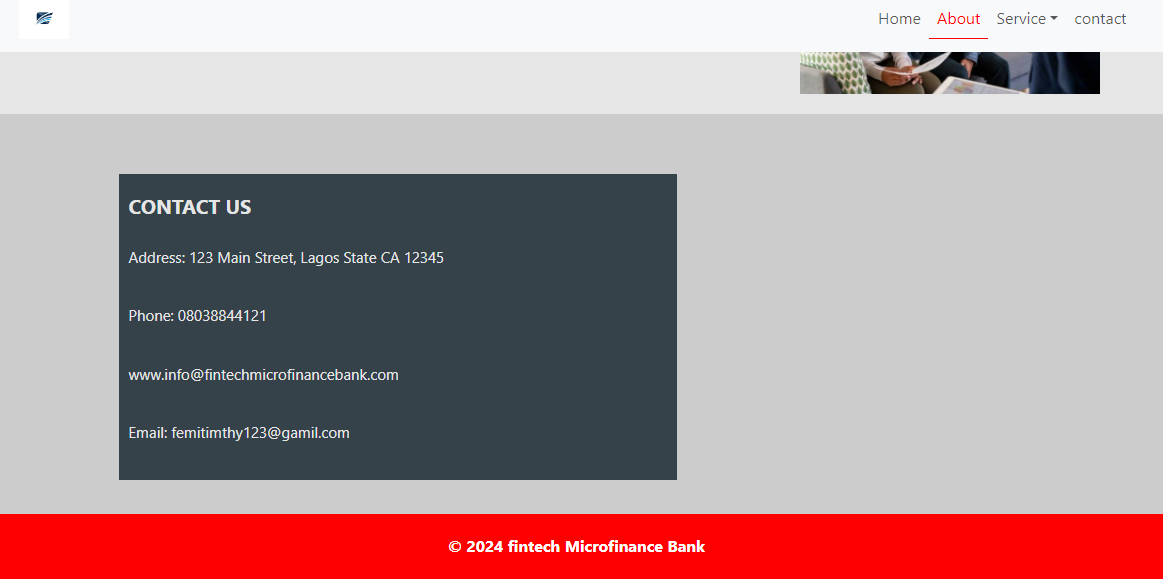 Home About Service contact
CONTACT US
Address: 123 Main Street, Lagos State CA 12345
Phone: 08038844121
www.info@fintechmicrofinancebank.com
Email: femitimthy123@gamil.com
© 2024 fintech Microfinance Bank